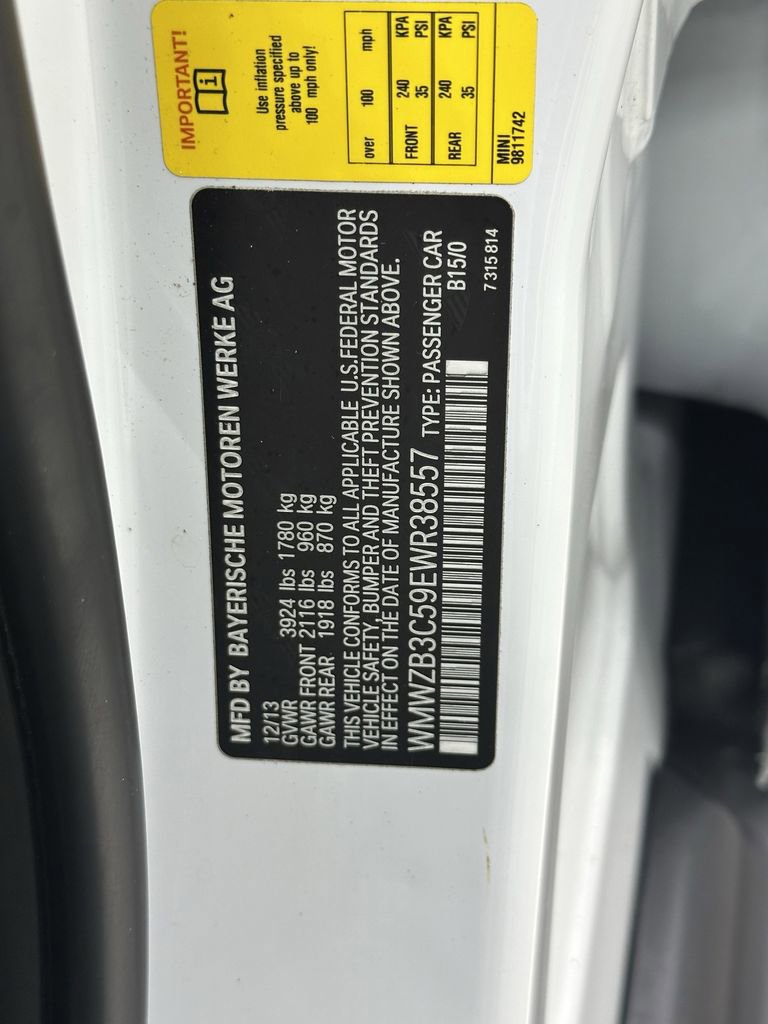 MFD BY BAYERISCHE MOTOREN WERKE AG
12/13
GVWR 3924 lbs 1780 kg
GAWR FRONT 2116 lbs 960 kg
GAWR REAR 1918 lbs 870 kg
THIS VEHICLE CONFORMS TO ALL APPLICABLE U.S.FEDERAL MOTOR
VEHICLE SAFETY, BUMPER AND THEFT PREVENTION STANDARDS
IN EFFECT ON THE DATE OF MANUFACTURE SHOWN ABOVE.
WMWZB3C59EWR38557 TYPE: PASSENGER CAR
B15/0
7 315 814
IMPORTANT!
i
Use inflation
pressure specified
above up to
100 mph only!
over 100 mph
FRONT 240 KPA
35 PSI
REAR 240 KPA
35 PSI
MINI
9811742